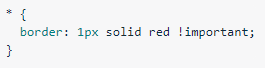 * {
  border: 1px solid red !important;
}